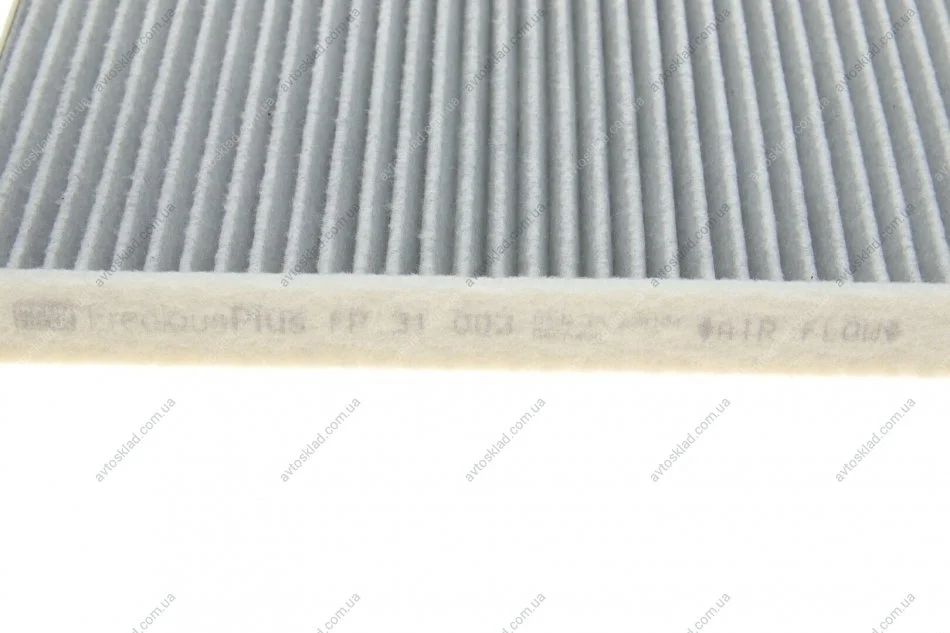 FreciousPlus FP 31 003 AIR FLOW
avtosklad.com.ua